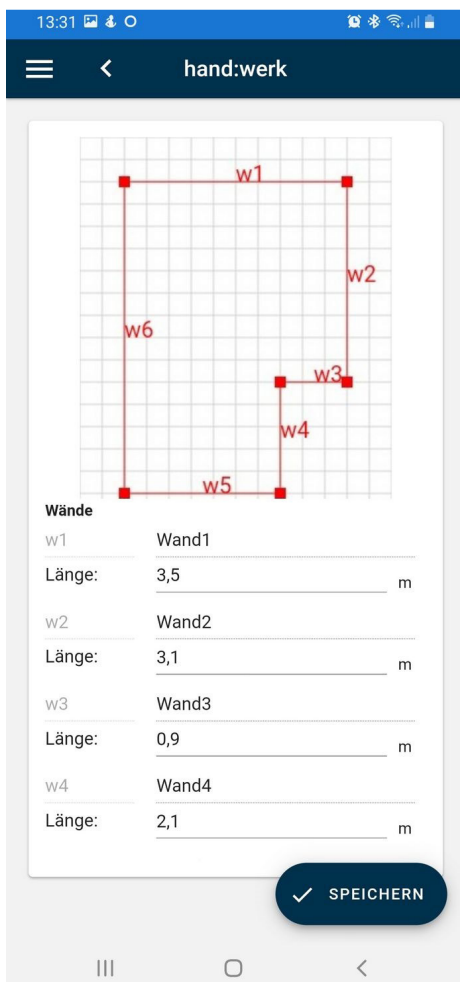 13:31
hand:werk
w1
w2
w6
w3
w4
w5
Wände
w1 Wand1
Länge: 3,5 m
w2 Wand2
Länge: 3,1 m
w3 Wand3
Länge: 0,9 m
w4 Wand4
Länge: 2,1 m
SPEICHERN